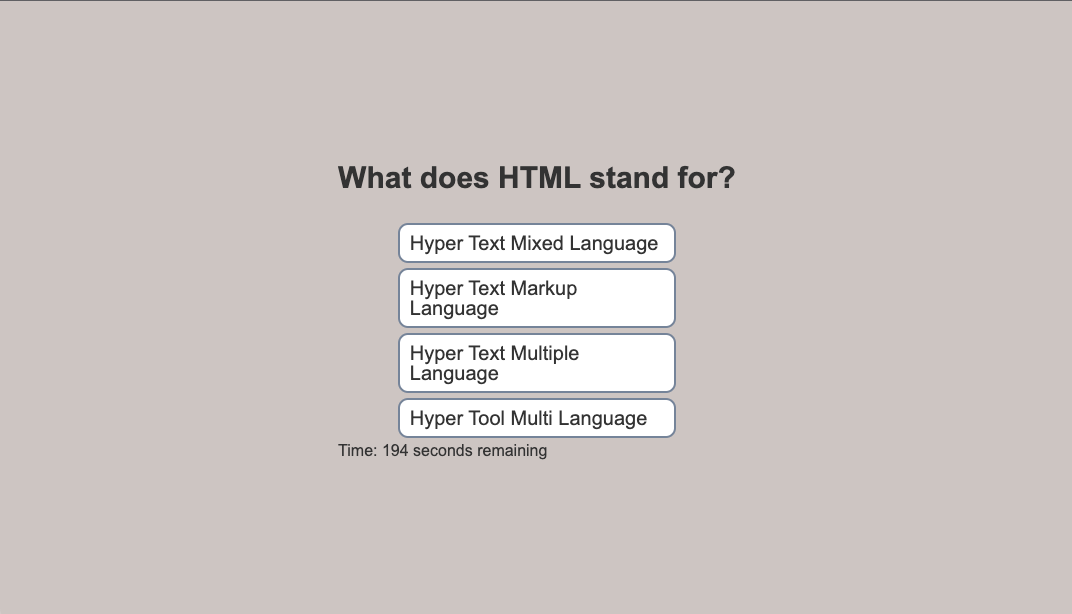 What does HTML stand for?
Hyper Text Mixed Language
Hyper Text Markup
Language
Hyper Text Multiple
Language
Hyper Tool Multi Language
Time: 194 seconds remaining